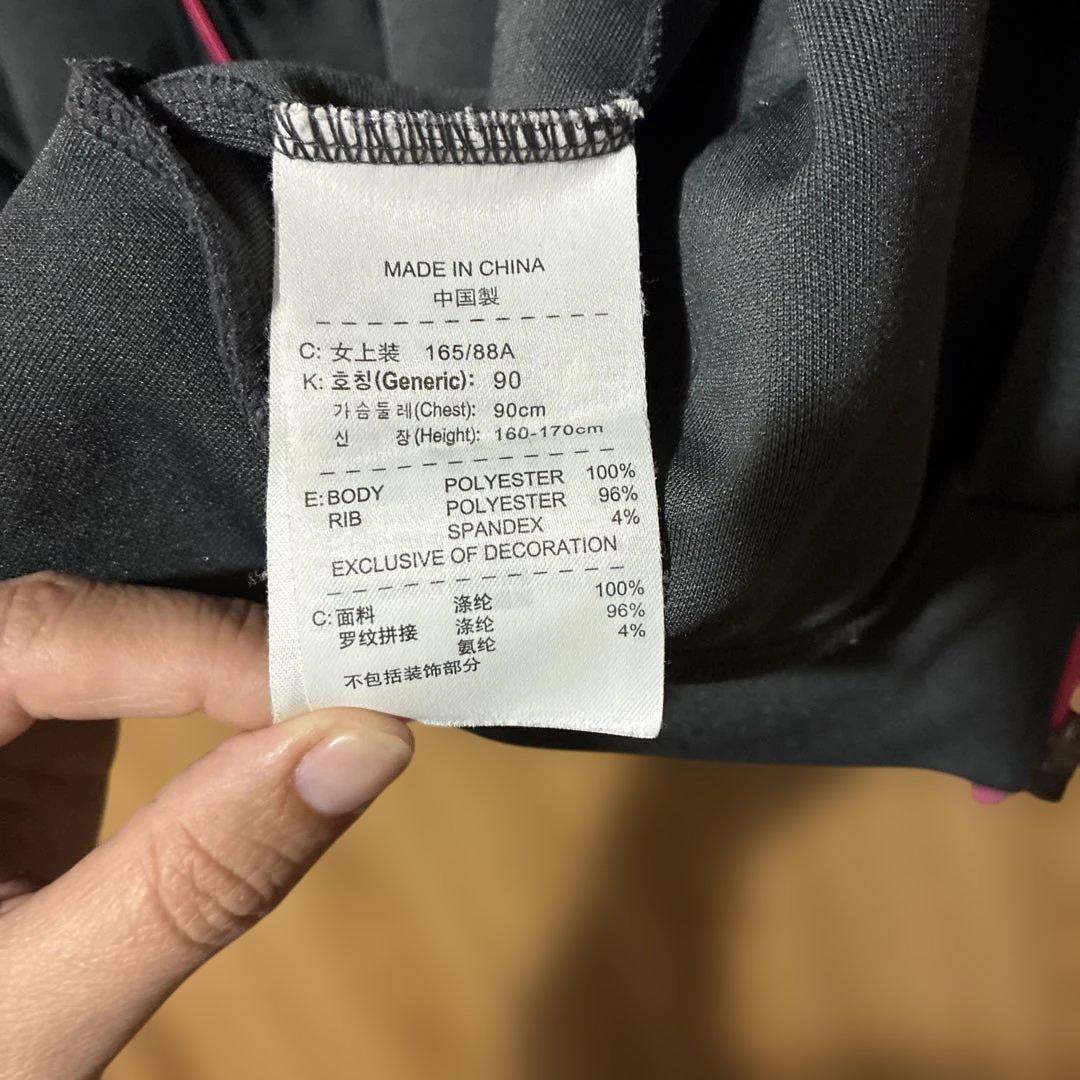 MADE IN CHINA
中国製
C: 女上装 165/88A
K: 호칭(Generic): 90
가슴둘레(Chest): 90cm
신 장(Height): 160-170cm
E: BODY POLYESTER 100%
RIB POLYESTER 96%
SPANDEX 4%
EXCLUSIVE OF DECORATION
C: 面料 涤纶 100%
罗纹拼接 涤纶 96%
氨纶 4%
不包括装饰部分